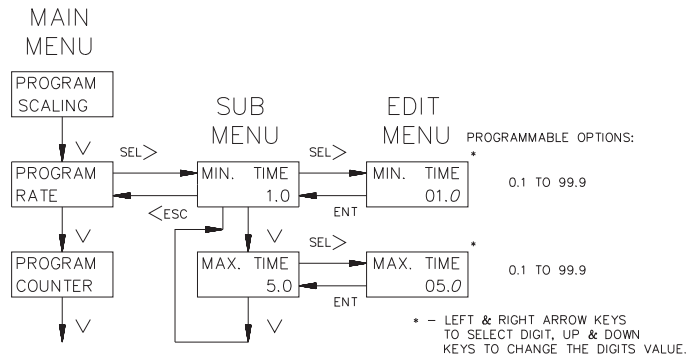 MAIN
MENU
PROGRAM
SCALING
SUB
MENU
EDIT
MENU
PROGRAMMABLE OPTIONS:
∨
SEL>
SEL>
*
PROGRAM
RATE
MIN. TIME
1.0
MIN. TIME
01.0
0.1 TO 99.9
<ESC
ENT
∨
∨
SEL>
*
PROGRAM
COUNTER
MAX. TIME
5.0
MAX. TIME
05.0
0.1 TO 99.9
ENT
∨
∨
* – LEFT & RIGHT ARROW KEYS
TO SELECT DIGIT, UP & DOWN
KEYS TO CHANGE THE DIGITS VALUE.